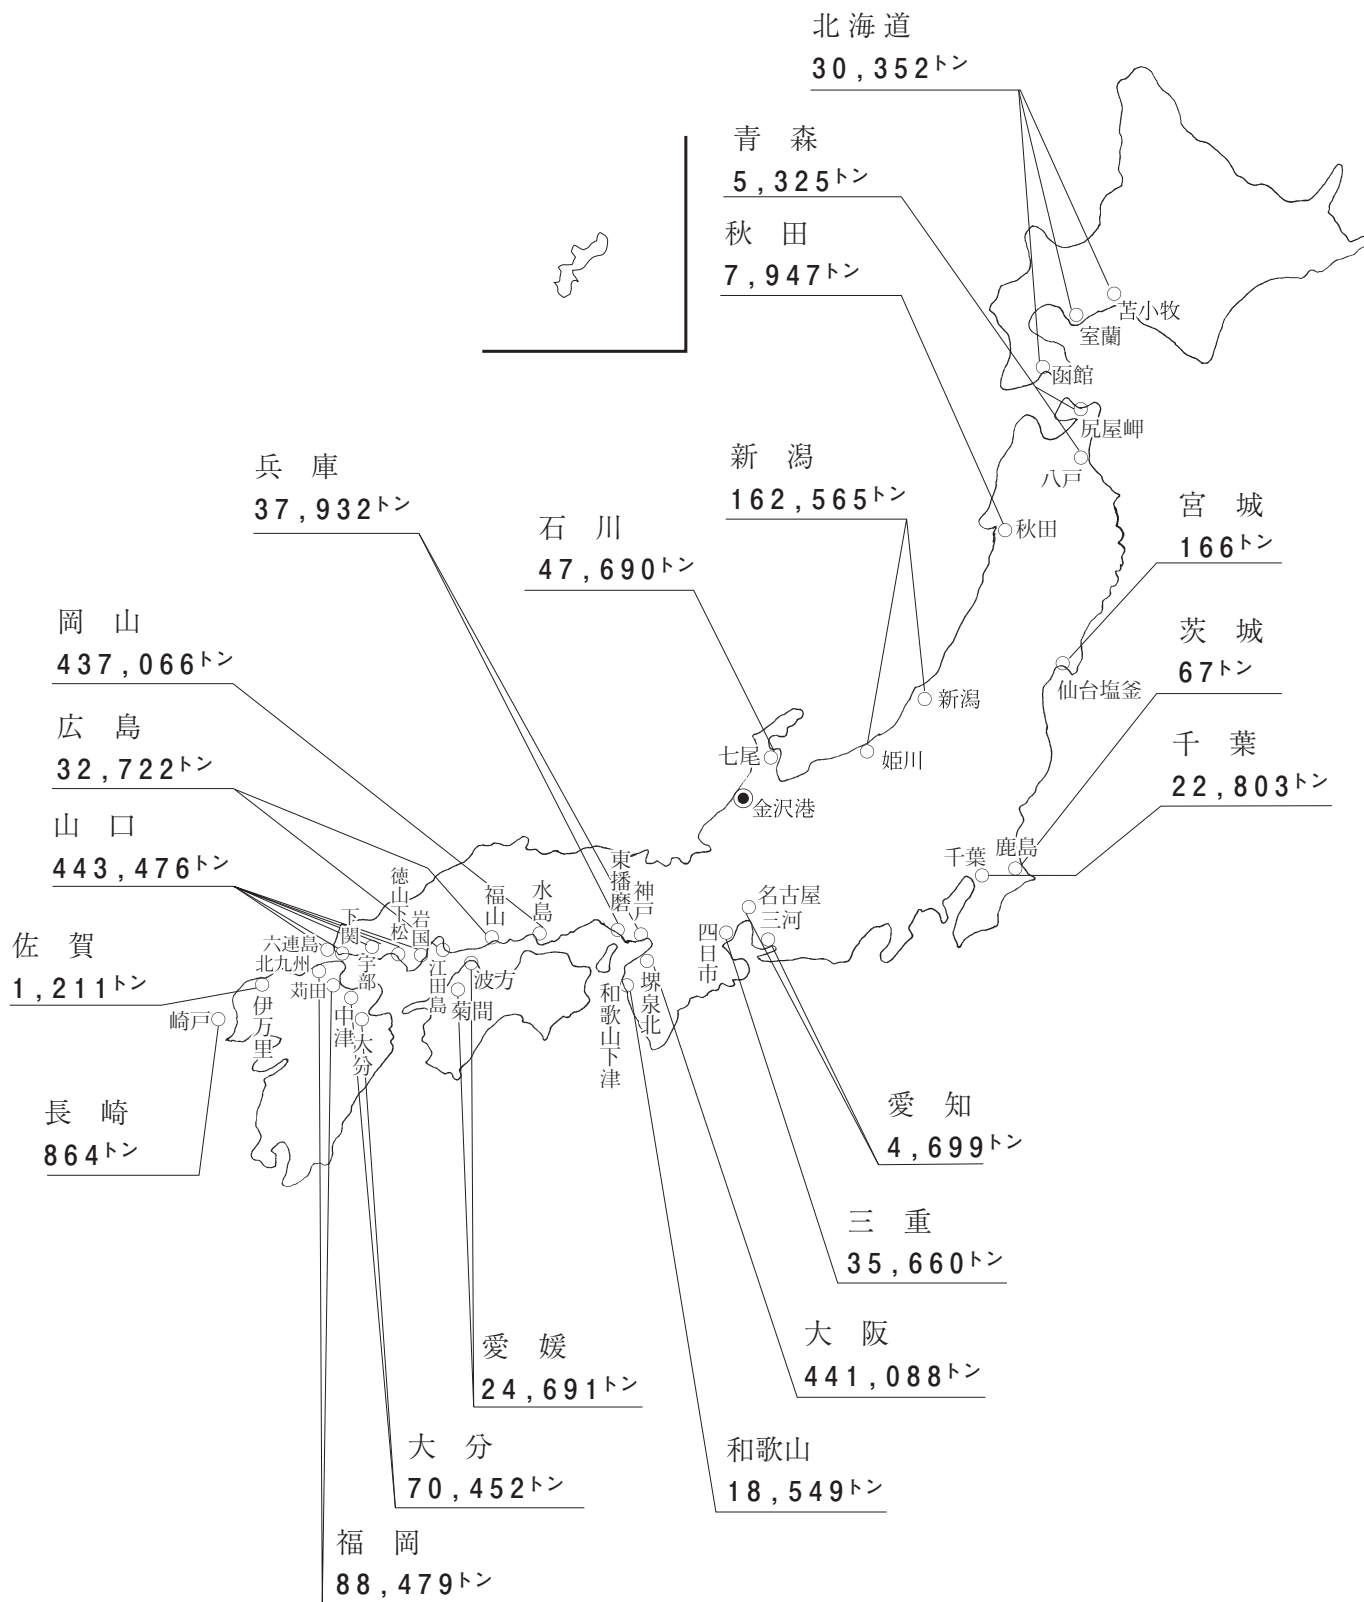 北海道
30,352トン
青森
5,325トン
秋田
7,947トン
苫小牧
室蘭
函館
尻屋岬
八戸
兵庫
37,932トン
新潟
162,565トン
石川
47,690トン
秋田
宮城
166トン
岡山
437,066トン
茨城
67トン
仙台塩釜
新潟
広島
32,722トン
七尾
姫川
千葉
22,803トン
金沢港
山口
443,476トン
東播磨
神戸
千葉
鹿島
徳山下松
福山
水島
名古屋
三河
下関
岩国
四日市
佐賀
1,211トン
六連島
北九州
苅田
宇部
江田島
波方
菊間
堺泉北
和歌山下津
崎戸
伊万里
中津
大分
長崎
864トン
愛知
4,699トン
三重
35,660トン
大阪
441,088トン
愛媛
24,691トン
和歌山
18,549トン
大分
70,452トン
福岡
88,479トン